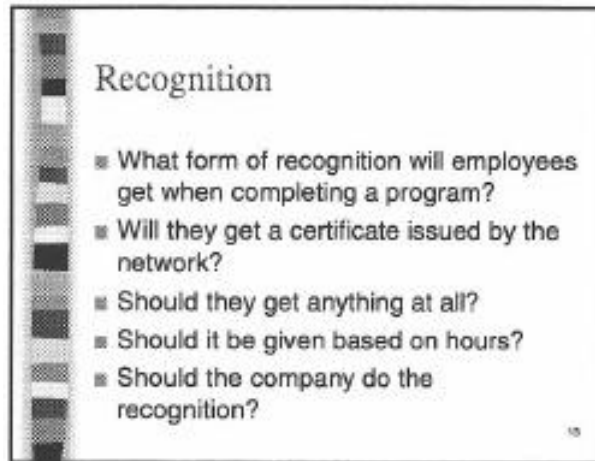 Recognition
What form of recognition will employees
get when completing a program?
Will they get a certificate issued by the
network?
Should they get anything at all?
Should it be given based on hours?
Should the company do the
recognition?